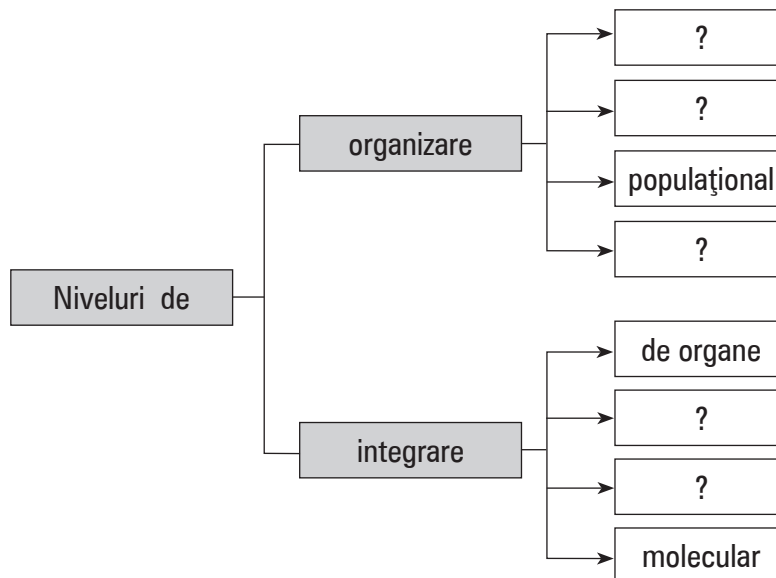 ?
?
organizare
populaţional
?
Niveluri de
de organe
?
integrare
?
molecular